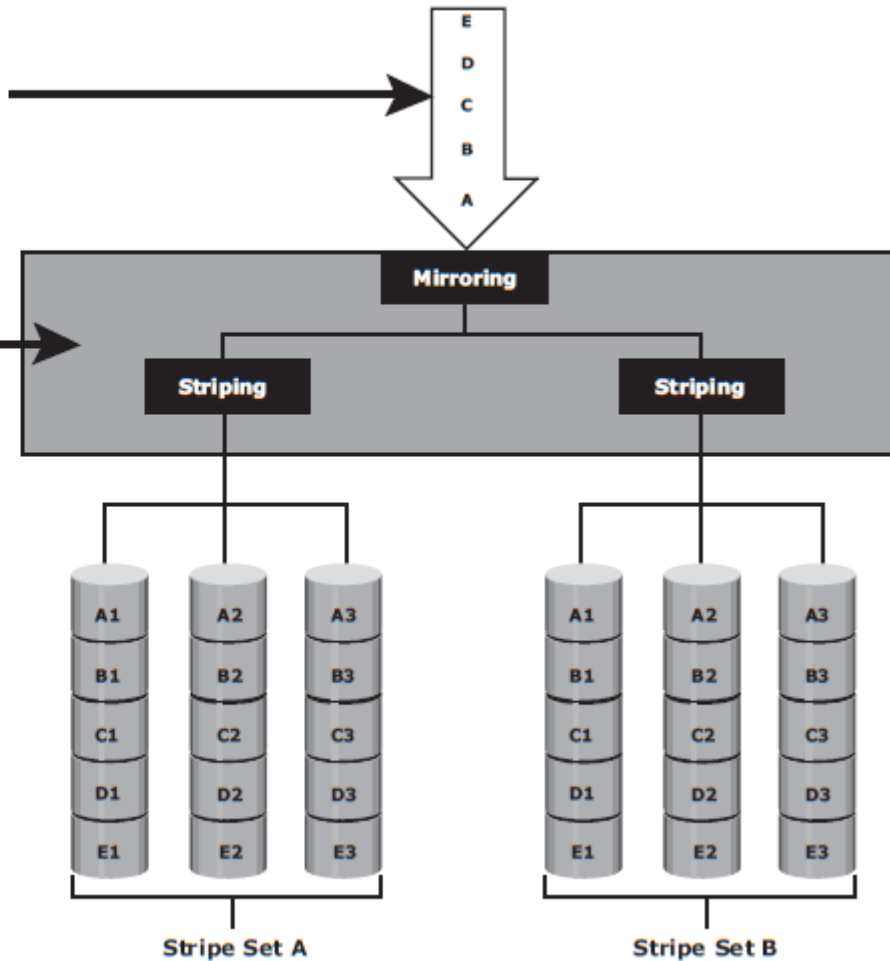 E
D
C
B
A
Mirroring
Striping Striping
A1 A2 A3 A1 A2 A3
B1 B2 B3 B1 B2 B3
C1 C2 C3 C1 C2 C3
D1 D2 D3 D1 D2 D3
E1 E2 E3 E1 E2 E3
Stripe Set A Stripe Set B